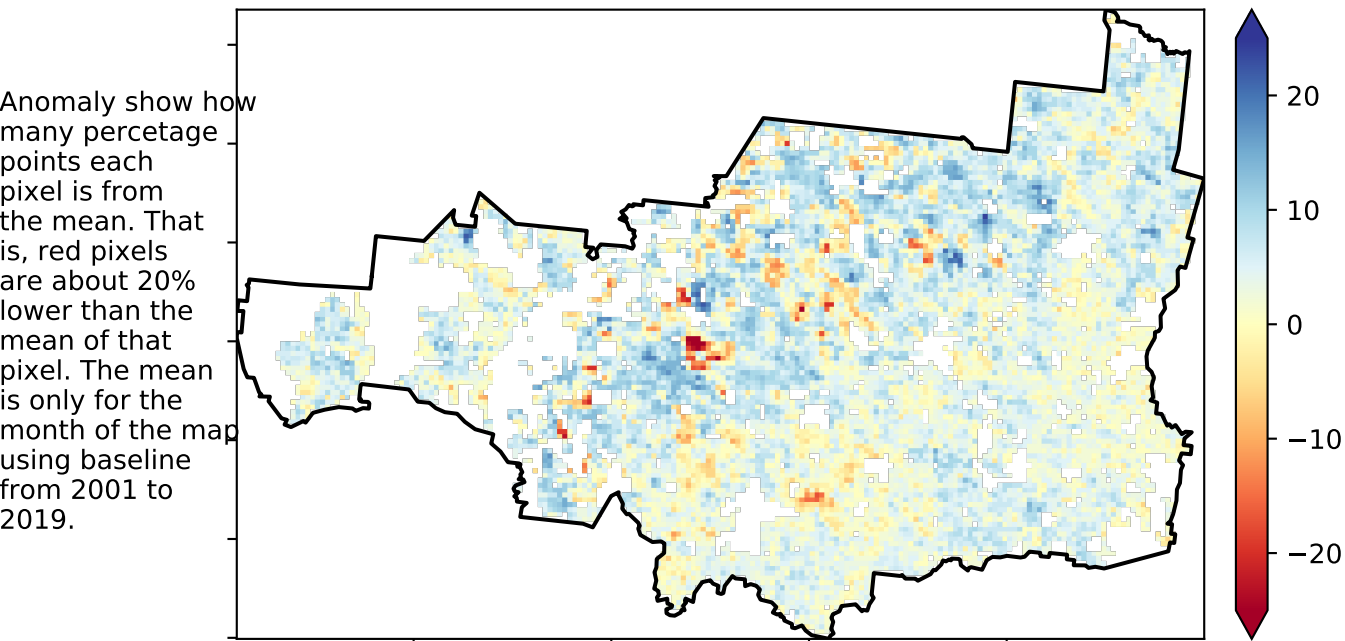 Anomaly show how
many percetage
points each
pixel is from
the mean. That
is, red pixels
are about 20%
lower than the
mean of that
pixel. The mean
is only for the
month of the map
using baseline
from 2001 to
2019.
20
10
0
−10
−20